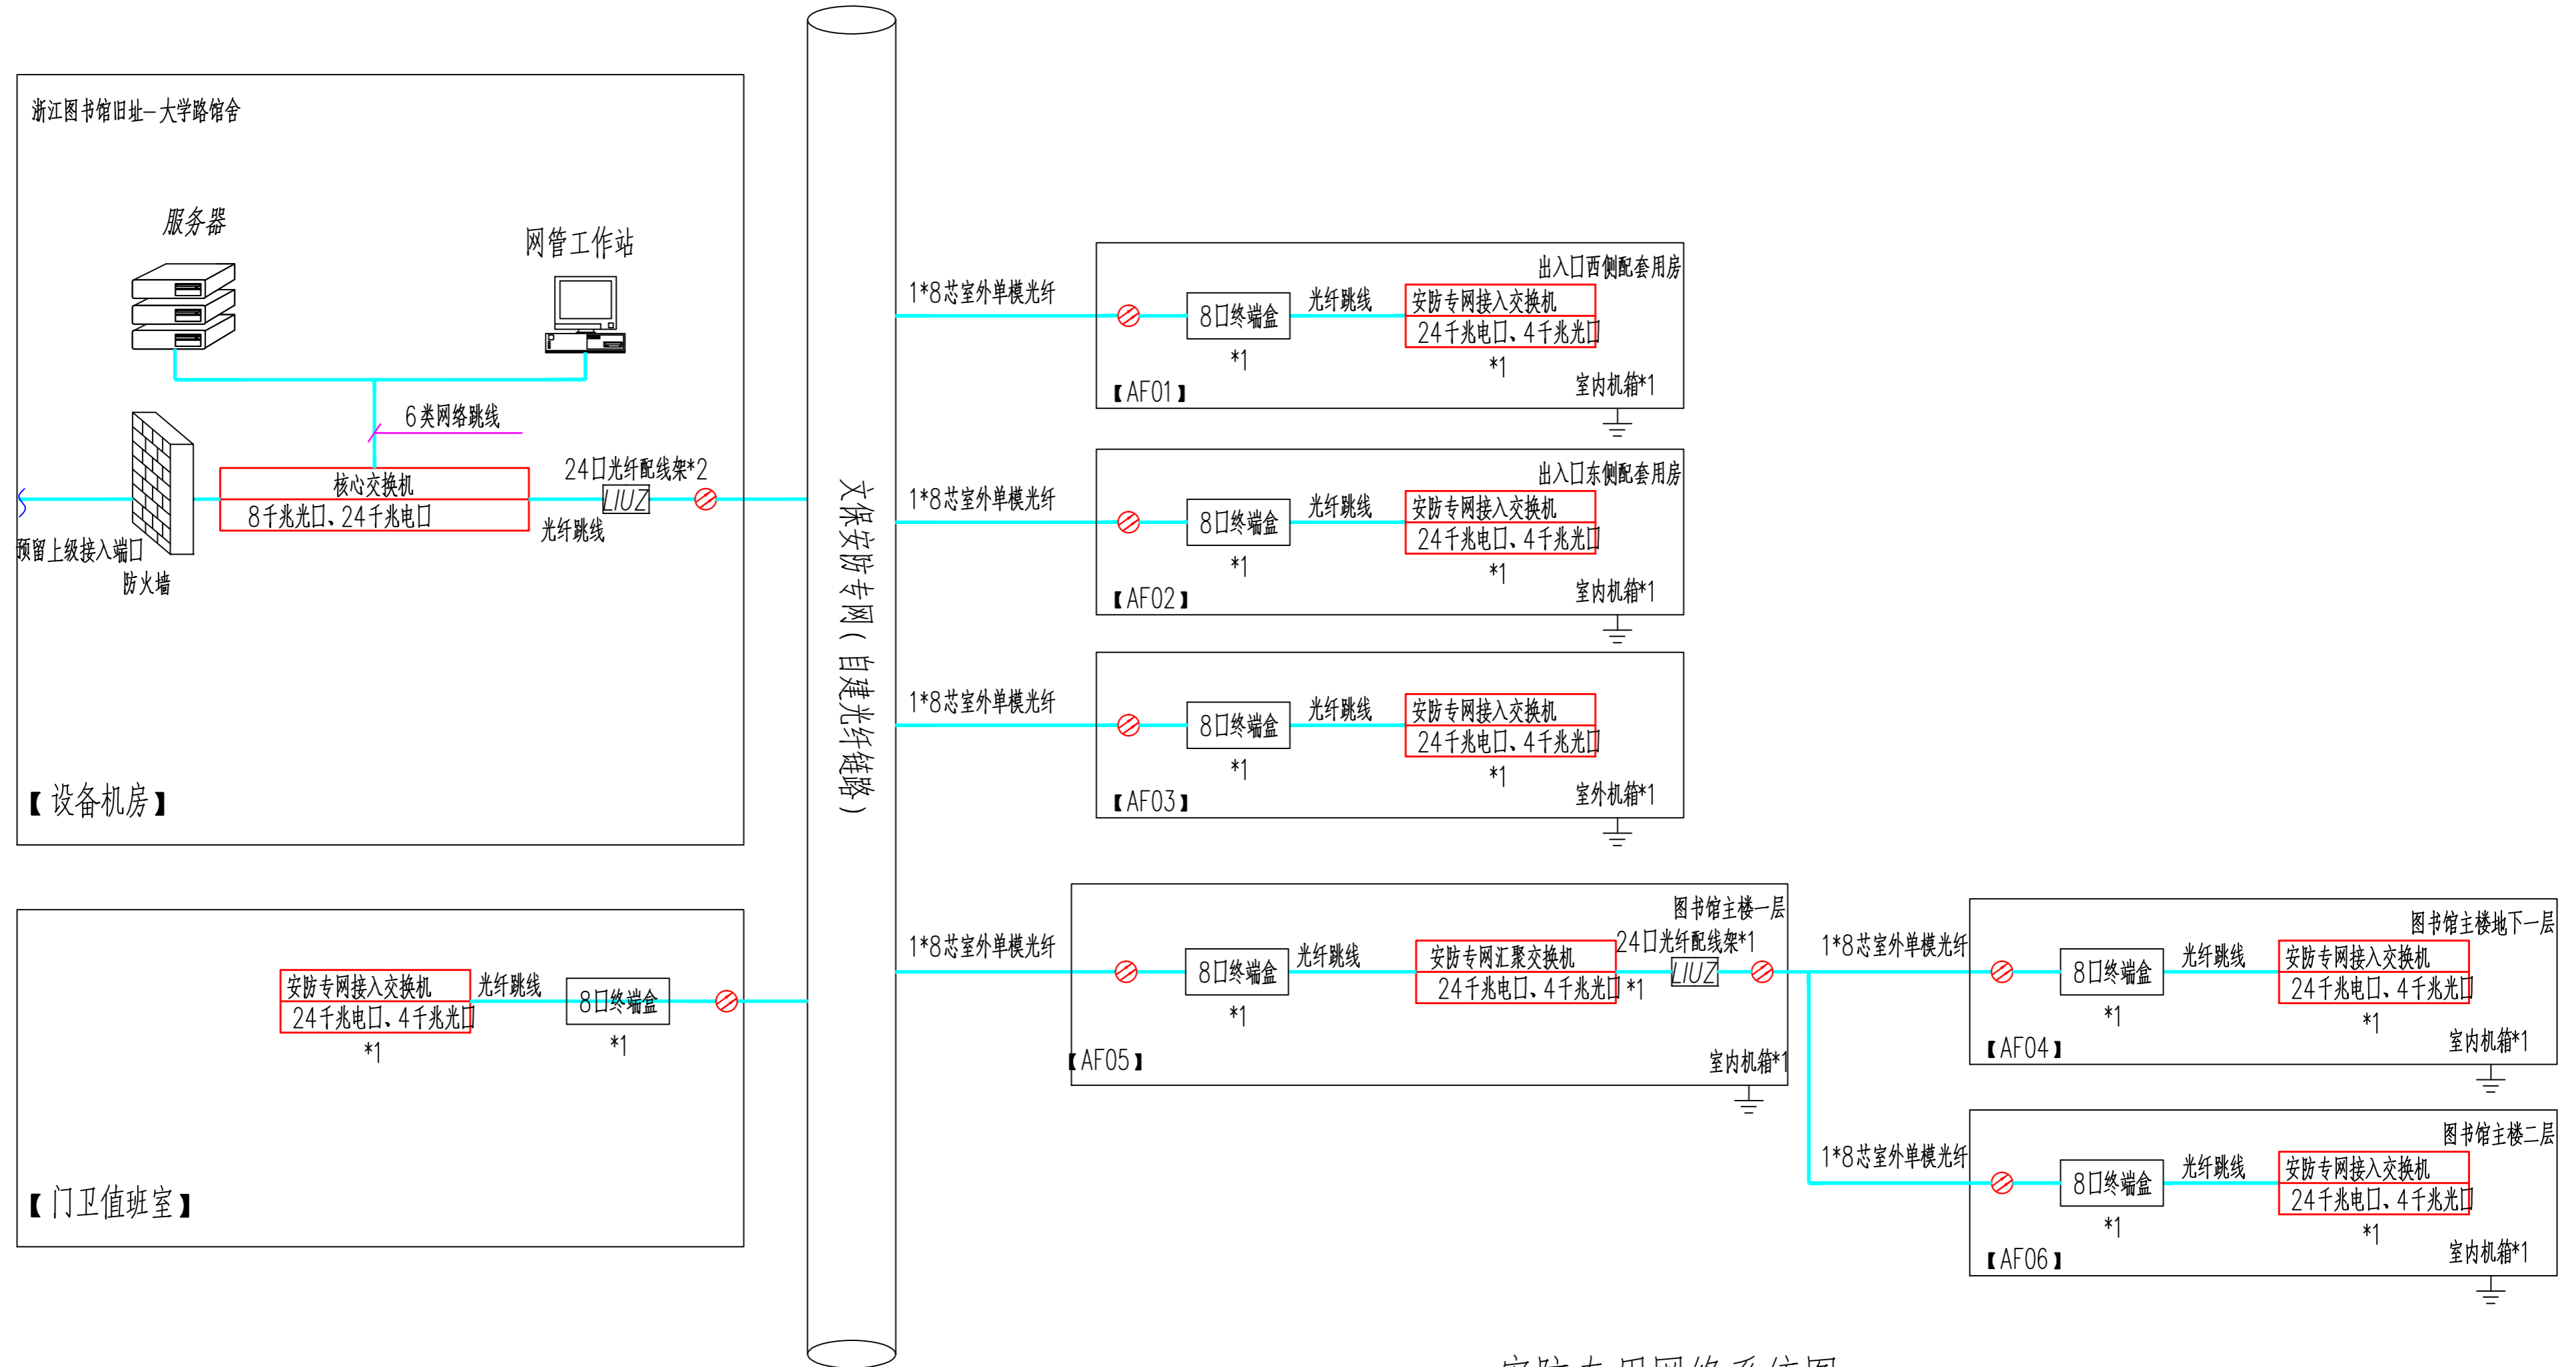 浙江图书馆旧址-大学路馆舍
服务器
网管工作站
6类网络跳线
核心交换机
8千兆光口、24千兆电口
24口光纤配线架*2
LIUZ
光纤跳线
预留上级接入端口
防火墙
【设备机房】
安防专网接入交换机
24千兆电口、4千兆光口
*1
光纤跳线
8口终端盒
*1
【门卫值班室】
文保安防专网(自建光纤链路)
1*8芯室外单模光纤
出入口西侧配套用房
8口终端盒
*1
光纤跳线
安防专网接入交换机
24千兆电口、4千兆光口
*1
室内机箱*1
【AF01】
1*8芯室外单模光纤
出入口东侧配套用房
8口终端盒
*1
光纤跳线
安防专网接入交换机
24千兆电口、4千兆光口
*1
室内机箱*1
【AF02】
1*8芯室外单模光纤
8口终端盒
*1
光纤跳线
安防专网接入交换机
24千兆电口、4千兆光口
*1
室外机箱*1
【AF03】
1*8芯室外单模光纤
图书馆主楼一层
8口终端盒
*1
光纤跳线
安防专网汇聚交换机
24千兆电口、4千兆光口
*1
24口光纤配线架*1
LIUZ
室内机箱*1
【AF05】
1*8芯室外单模光纤
图书馆主楼地下一层
8口终端盒
*1
光纤跳线
安防专网接入交换机
24千兆电口、4千兆光口
*1
室内机箱*1
【AF04】
1*8芯室外单模光纤
图书馆主楼二层
8口终端盒
*1
光纤跳线
安防专网接入交换机
24千兆电口、4千兆光口
*1
室内机箱*1
【AF06】